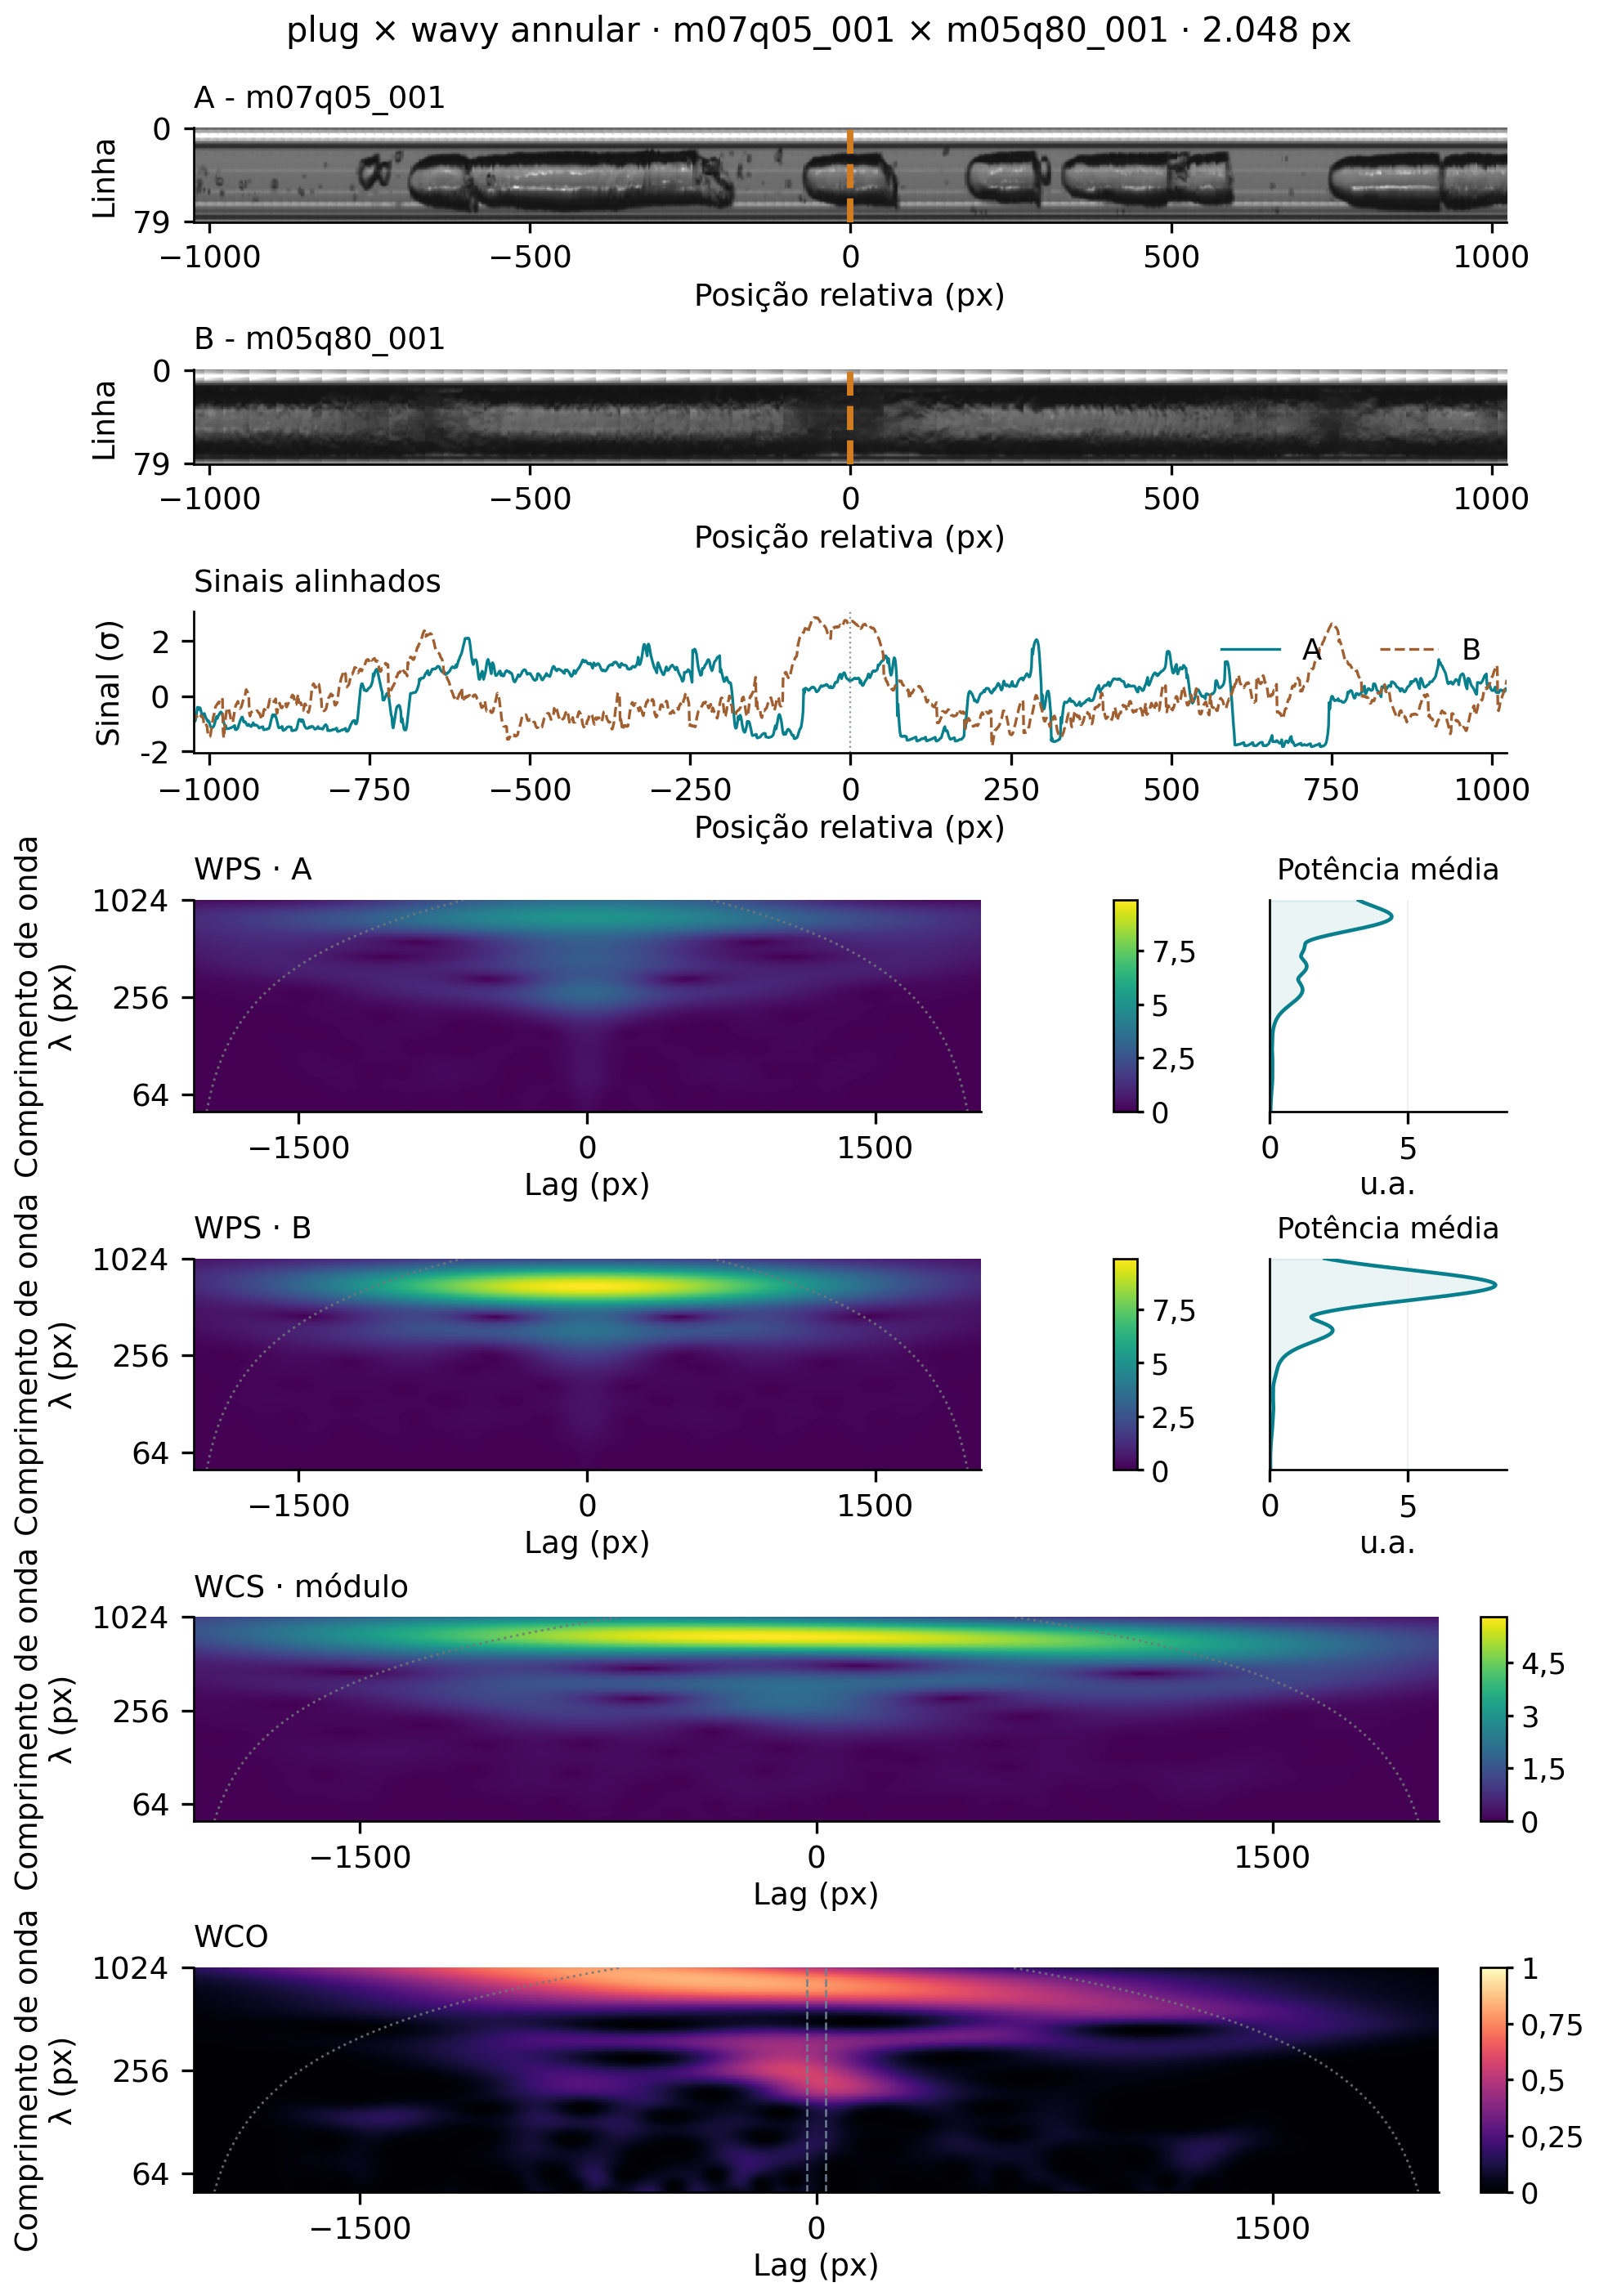 plug × wavy annular · m07q05_001 × m05q80_001 · 2.048 px
A - m07q05_001
Linha
0
79
−1000 −500 0 500 1000
Posição relativa (px)
B - m05q80_001
Linha
0
79
−1000 −500 0 500 1000
Posição relativa (px)
Sinais alinhados
Sinal (σ)
2
0
-2
A B
−1000 −750 −500 −250 0 250 500 750 1000
Posição relativa (px)
WPS · A
Comprimento de onda
λ (px)
1024
256
64
−1500 0 1500
Lag (px)
7,5
5
2,5
0
Potência média
0 5
u.a.
WPS · B
Comprimento de onda
λ (px)
1024
256
64
−1500 0 1500
Lag (px)
7,5
5
2,5
0
Potência média
0 5
u.a.
WCS · módulo
Comprimento de onda
λ (px)
1024
256
64
−1500 0 1500
Lag (px)
4,5
3
1,5
0
WCO
Comprimento de onda
λ (px)
1024
256
64
−1500 0 1500
Lag (px)
1
0,75
0,5
0,25
0